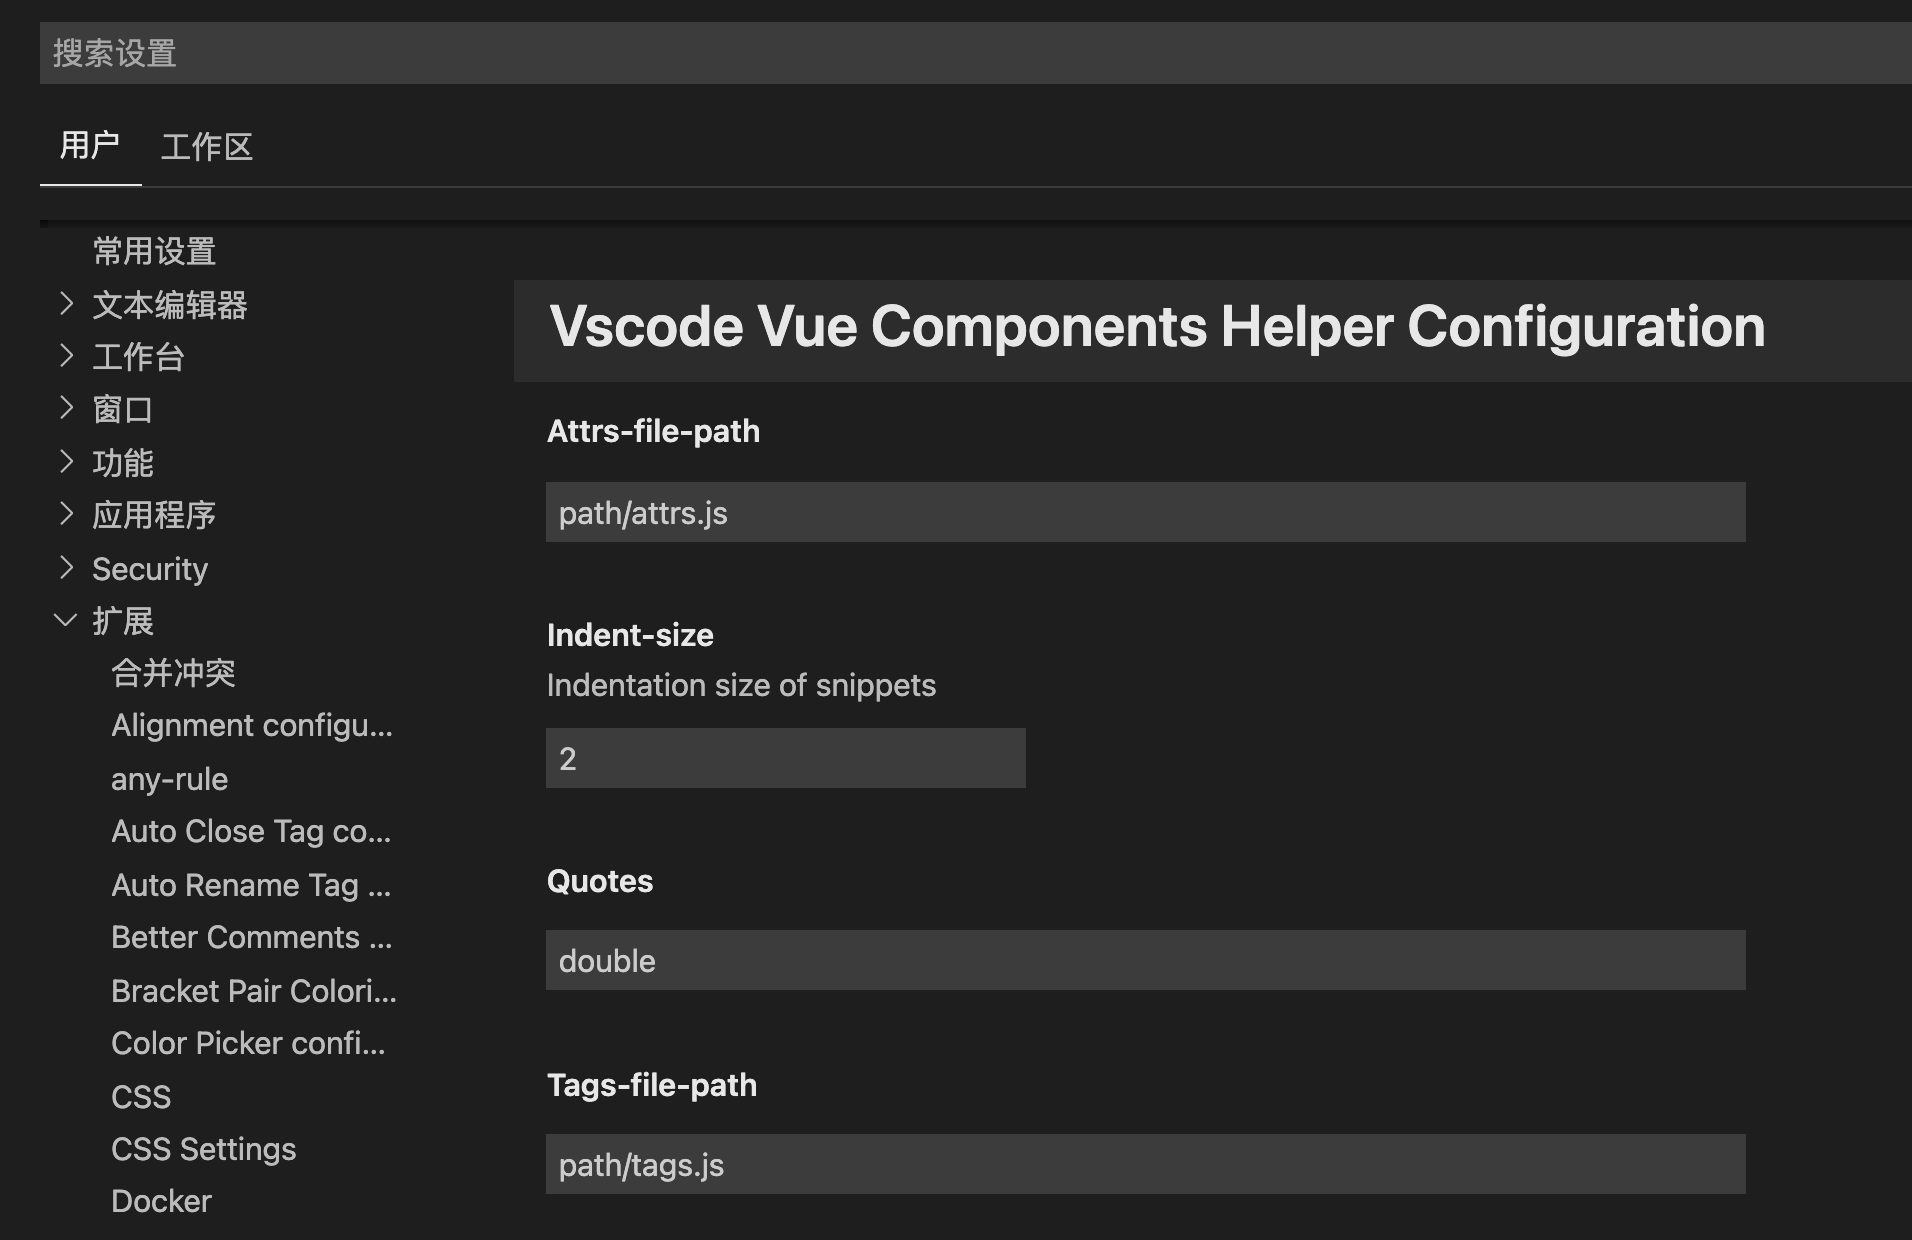 搜索设置
用户 工作区
常用设置
文本编辑器
工作台
窗口
功能
应用程序
Security
扩展
合并冲突
Alignment configu...
any-rule
Auto Close Tag co...
Auto Rename Tag ...
Better Comments ...
Bracket Pair Colori...
Color Picker confi...
CSS
CSS Settings
Docker
Vscode Vue Components Helper Configuration
Attrs-file-path
path/attrs.js
Indent-size
Indentation size of snippets
2
Quotes
double
Tags-file-path
path/tags.js